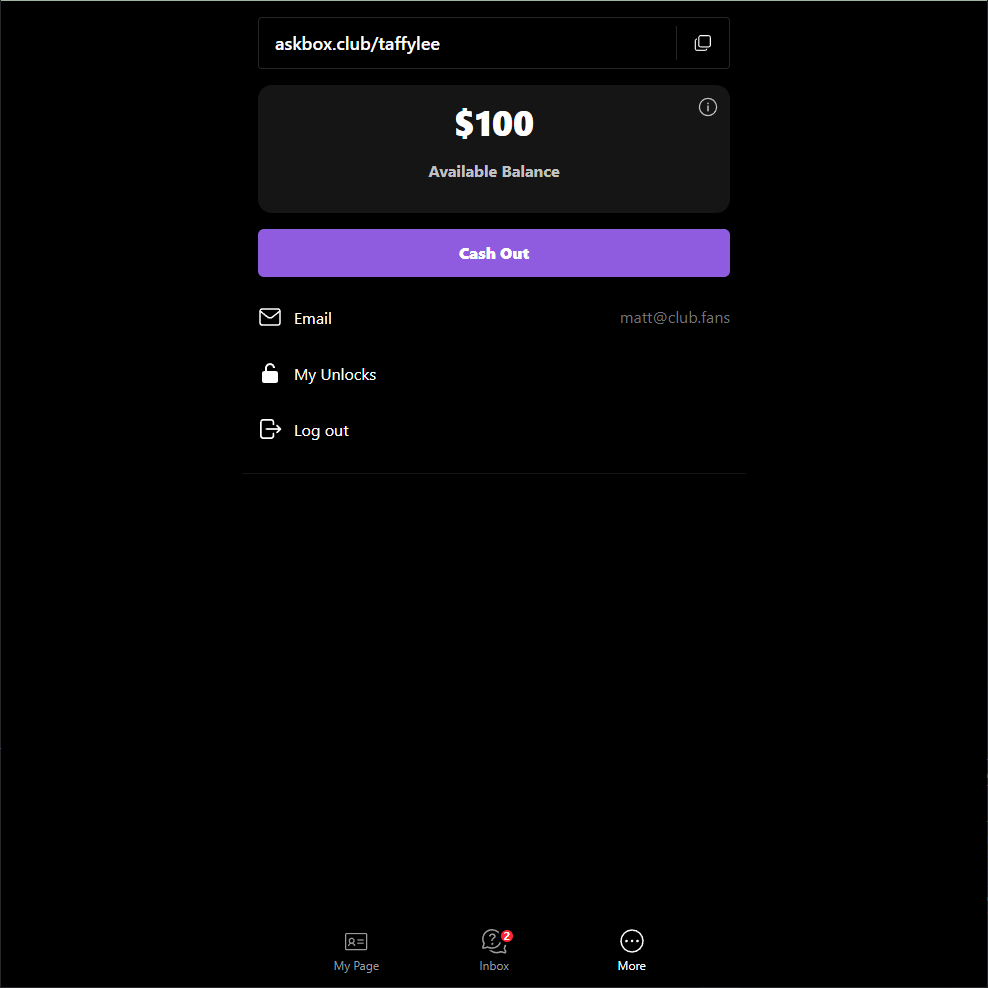 askbox.club/taffylee
$100
Available Balance
Cash Out
Email
matt@club.fans
My Unlocks
Log out
2
My Page
Inbox
More